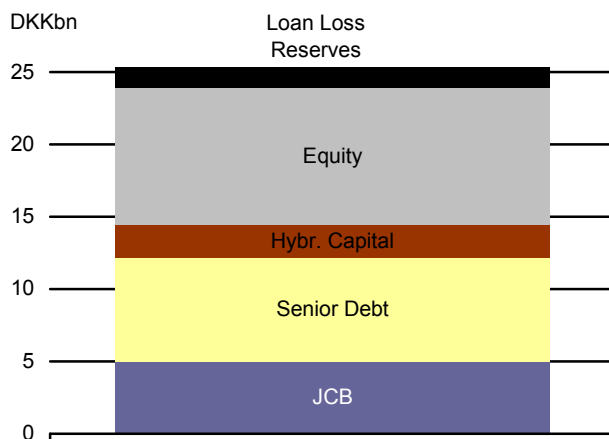 DKKbn
Loan Loss
Reserves
25
20
Equity
15
Hybr. Capital
10
Senior Debt
5
JCB
0